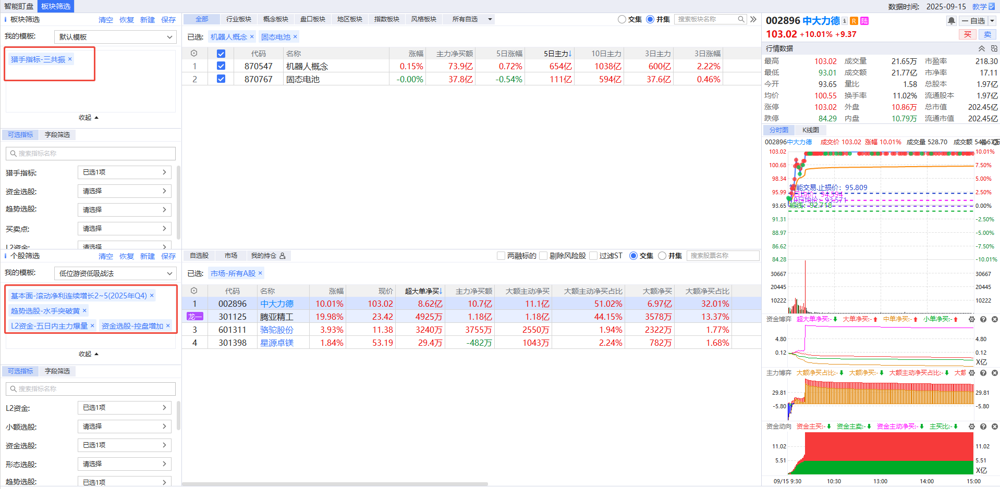 智能盯盘 板块筛选
数据时间: 2025-09-15 教学
板块筛选 清空 恢复 新建 保存
我的模板: 默认模板
猎手指标-三共振 ×
收起
可选指标 字段筛选
搜索指标名称
猎手指标: 已选1项
资金选股: 请选择
趋势选股: 请选择
买卖点: 请选择
L2资金: 请选择
个股筛选 清空 恢复 新建 保存
我的模板: 低位游资低吸战法
基本面-滚动净利连续增长2~5(2025年Q4) ×
趋势选股-水手突破黄 ×
L2资金-五日内主力爆量 × 资金选股-控盘增加 ×
收起
可选指标 字段筛选
搜索指标名称
L2资金: 已选1项
小额选股: 请选择
资金选股: 已选1项
形态选股: 请选择
趋势选股: 已选1项
全部 行业板块 概念板块 盘口板块 地区板块 指数板块 风格板块 所有自选 交集 并集 搜索板块名称
已选: 机器人概念 × 固态电池 ×
代码 名称 涨幅 主力净买额 5日涨幅 5日主力↓ 10日主力 3日主力 3日涨幅
1 870547 机器人概念 0.15% 73.9亿 0.72% 654亿 1038亿 600亿 2.22%
2 870767 固态电池 -0.00% 37.8亿 -0.54% 111亿 594亿 37.6亿 0.46%
自选股 市场 我的持仓 两融标的 剔除风险股 过滤ST 交集 并集 搜索股票名称
已选: 市场-所有A股 ×
代码 名称 涨幅 现价 超大单净买↓ 主力净买额 大额主动净买 大额主动净买占比 大额净买 大额净买占比
1 002896 中大力德 10.01% 103.02 8.62亿 10.7亿 11.1亿 51.02% 6.97亿 32.01%
龙一 301125 腾亚精工 19.98% 23.42 4925万 1.18亿 1.18亿 44.15% 3578万 13.37%
3 601311 骆驼股份 3.93% 11.38 3240万 3755万 2550万 1.94% 2322万 1.77%
4 301398 星源卓镁 1.84% 53.19 29.4万 -482万 1043万 2.24% 782万 1.68%
002896 中大力德 R 陆 自选
103.02 +10.01% +9.37 买 卖
行情数据
最高 103.02 成交量 21.65万 市盈率 218.30
最低 93.01 成交额 21.77亿 市净率 17.11
今开 93.65 量比 1.58 总股本 1.97亿
均价 100.55 换手率 11.02% 流通股本 1.97亿
涨停 103.02 外盘 10.86万 总市值 202.45亿
跌停 84.29 内盘 10.79万 流通市值 202.45亿
分时图 K线图
002896中大力德 成交价 103.02 涨幅 10.01% 成交量 528.70 成交额
103.02 10.01%
100.68 7.50%
98.34 5.00%
智能交易.止损价: 95.809
95.99 2.50%
5日均价: 94.594
10日均价: 93.571
93.65 0.00%
92.718
91.31 -2.50%
88.97 -5.00%
86.62 -7.50%
84.28 -10.01%
30667 30667
20445 20445
10222 10222
资金博弈 超大单净买:- 大单净买:- 中单净买:- 小单净买:-
4.80 4.80
0.12 0.12
X亿
主力博弈 大额净买占比:- 大额净买:- 大额主动净买占比:- 大额
29.81 29.81
-5.80 -5.80
资金动向 资金主买:- 资金主卖:- 资金主动净买:- 主买比:-
11.02 11.02
5.51 5.51
X亿
09/15 9:30 10:30 13:00 14:00 15:00